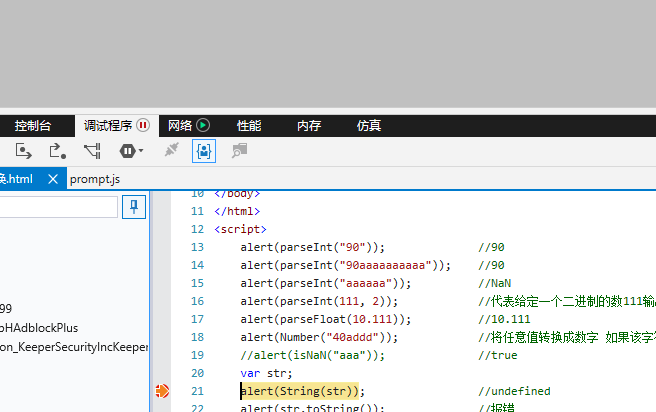 控制台 调试程序 网络 性能 内存 仿真
.html prompt.js
10 </body>
11 </html>
12 <script>
13 alert(parseInt("90")); //90
14 alert(parseInt("90aaaaaaaaaa")); //90
15 alert(parseInt("aaaaaa")); //NaN
16 alert(parseInt(111, 2)); //代表给定一个二进制的数111输
99
17 alert(parseFloat(10.111)); //10.111
pHAdblockPlus
18 alert(Number("40addd")); //将任意值转换成数字 如果该字
on_KeeperSecurityIncKeeper
19 //alert(isNaN("aaa")); //true
20 var str;
21 alert(String(str)); //undefined
22 alert(str.toString()); //报错